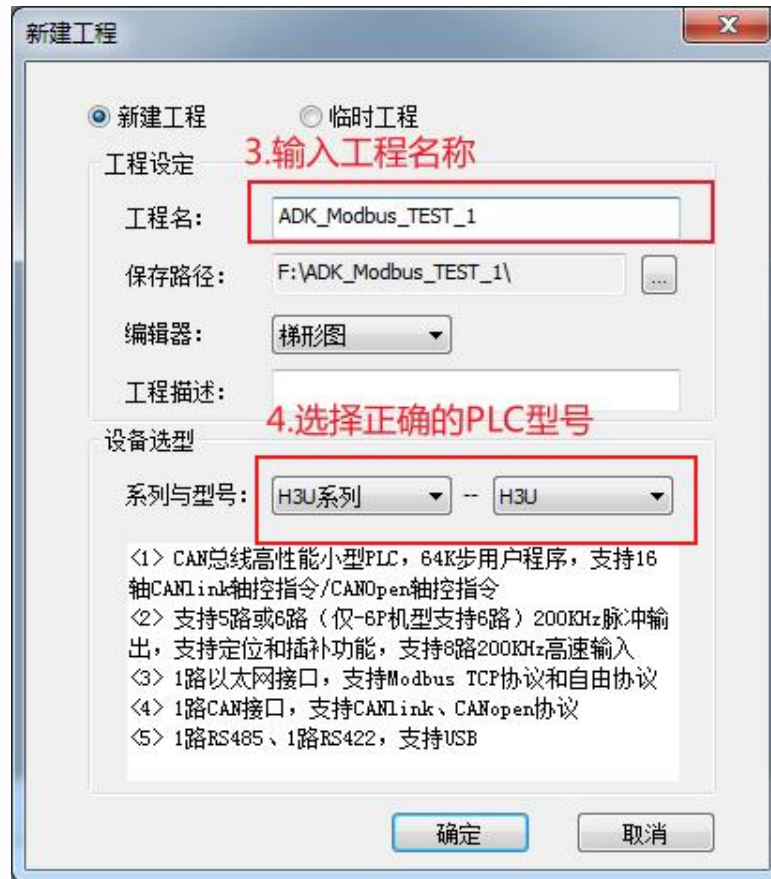 新建工程
新建工程 临时工程
3.输入工程名称
工程设定
工程名： ADK_Modbus_TEST_1
保存路径： F:\ADK_Modbus_TEST_1\ ...
编辑器： 梯形图
工程描述：
4.选择正确的PLC型号
设备选型
系列与型号： H3U系列 -- H3U
<1> CAN总线高性能小型PLC，64K步用户程序，支持16
轴CANlink轴控指令/CANOpen轴控指令
<2> 支持5路或6路（仅-6P机型支持6路）200KHz脉冲输
出，支持定位和插补功能，支持8路200KHz高速输入
<3> 1路以太网接口，支持Modbus TCP协议和自由协议
<4> 1路CAN接口，支持CANlink、CANopen协议
<5> 1路RS485、1路RS422，支持USB
确定 取消